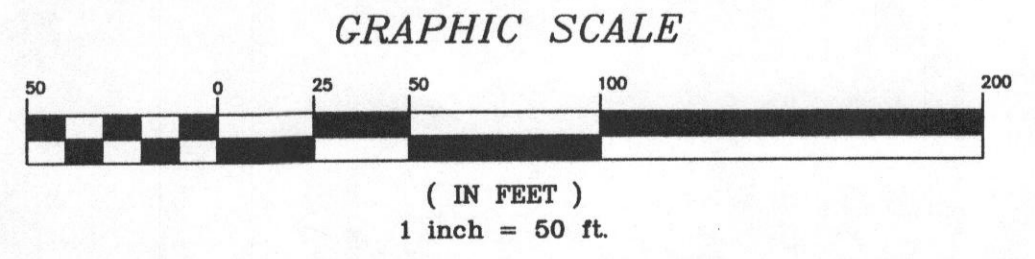 GRAPHIC SCALE
50 0 25 50 100 200
( IN FEET )
1 inch = 50 ft.